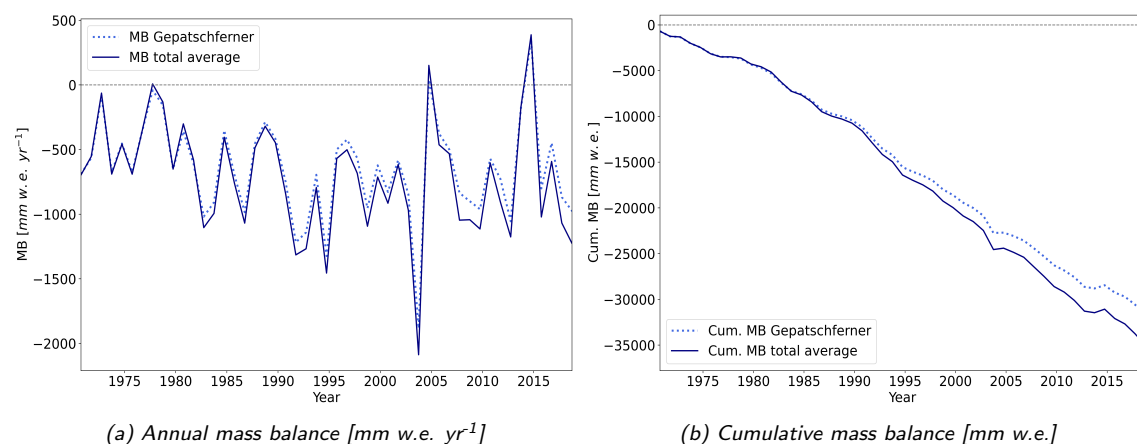 500
0
−500
−1000
−1500
−2000
MB [mm w.e. yr⁻¹]
MB Gepatschferner
MB total average
1975 1980 1985 1990 1995 2000 2005 2010 2015
Year
(a) Annual mass balance [mm w.e. yr⁻¹]
0
−5000
−10000
−15000
−20000
−25000
−30000
−35000
Cum. MB [mm w.e.]
Cum. MB Gepatschferner
Cum. MB total average
1975 1980 1985 1990 1995 2000 2005 2010 2015
Year
(b) Cumulative mass balance [mm w.e.]